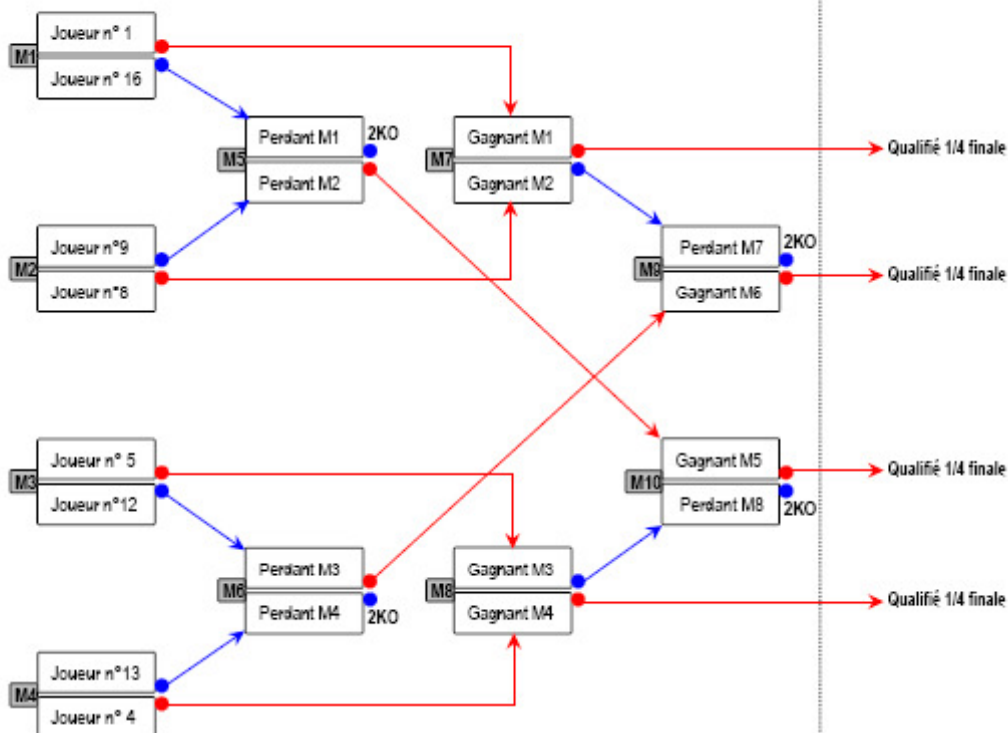 M1
Joueur n° 1
Joueur n° 16
M5
Perdant M1
Perdant M2
2KO
M7
Gagnant M1
Gagnant M2
Qualifié 1/4 finale
M2
Joueur n°9
Joueur n°8
M9
Perdant M7
Gagnant M6
2KO
Qualifié 1/4 finale
M3
Joueur n° 5
Joueur n°12
M10
Gagnant M5
Perdant M8
2KO
Qualifié 1/4 finale
M6
Perdant M3
Perdant M4
2KO
M8
Gagnant M3
Gagnant M4
Qualifié 1/4 finale
M4
Joueur n°13
Joueur n° 4